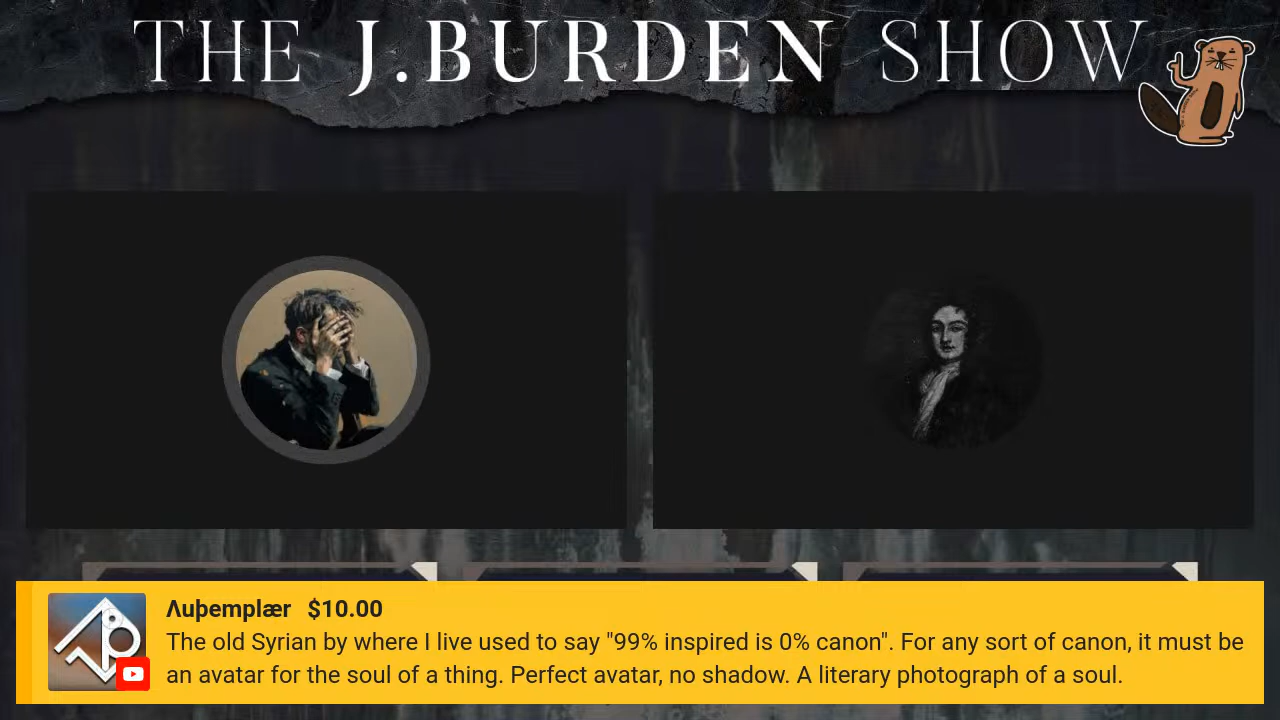 THE J.BURDEN SHOW
Λuþemplær $10.00
The old Syrian by where I live used to say "99% inspired is 0% canon". For any sort of canon, it must be
an avatar for the soul of a thing. Perfect avatar, no shadow. A literary photograph of a soul.